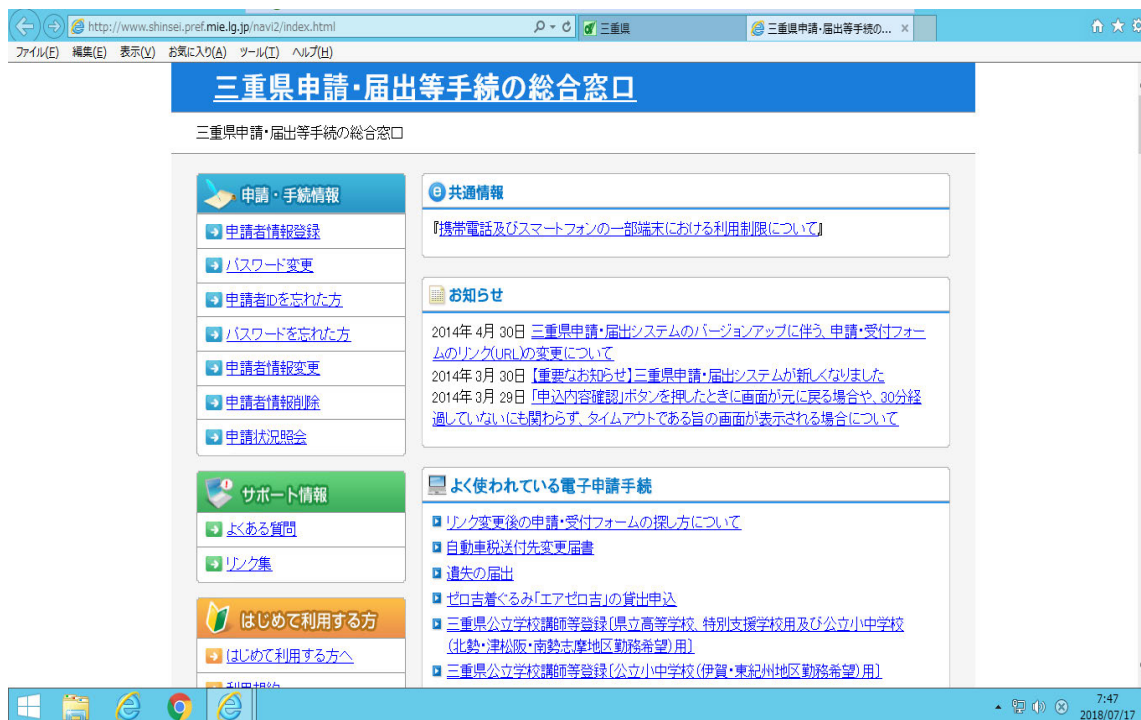 http://www.shinsei.pref.mie.lg.jp/navi2/index.html
三重県
三重県申請・届出等手続の...
ファイル(F) 編集(E) 表示(V) お気に入り(A) ツール(T) ヘルプ(H)
三重県申請・届出等手続の総合窓口
三重県申請・届出等手続の総合窓口
申請・手続情報
申請者情報登録
パスワード変更
申請者IDを忘れた方
パスワードを忘れた方
申請者情報変更
申請者情報削除
申請状況照会
サポート情報
よくある質問
リンク集
はじめて利用する方
はじめて利用する方へ
利用規約
共通情報
『携帯電話及びスマートフォンの一部端末における利用制限について』
お知らせ
2014年 4月 30日 三重県申請・届出システムのバージョンアップに伴う、申請・受付フォー
ムのリンク(URL)の変更について
2014年 3月 30日 【重要なお知らせ】三重県申請・届出システムが新しくなりました
2014年 3月 29日 「申込内容確認」ボタンを押したときに画面が元に戻る場合や、30分経
過していないにも関わらず、タイムアウトである旨の画面が表示される場合について
よく使われている電子申請手続
リンク変更後の申請・受付フォームの探し方について
自動車税送付先変更届書
遺失の届出
ゼロ吉着ぐるみ「エアゼロ吉」の貸出申込
三重県公立学校講師等登録〔県立高等学校、特別支援学校用及び公立小中学校
（北勢・津松阪・南勢志摩地区勤務希望）用〕
三重県公立学校講師等登録〔公立小中学校（伊賀・東紀州地区勤務希望）用〕
7:47
2018/07/17